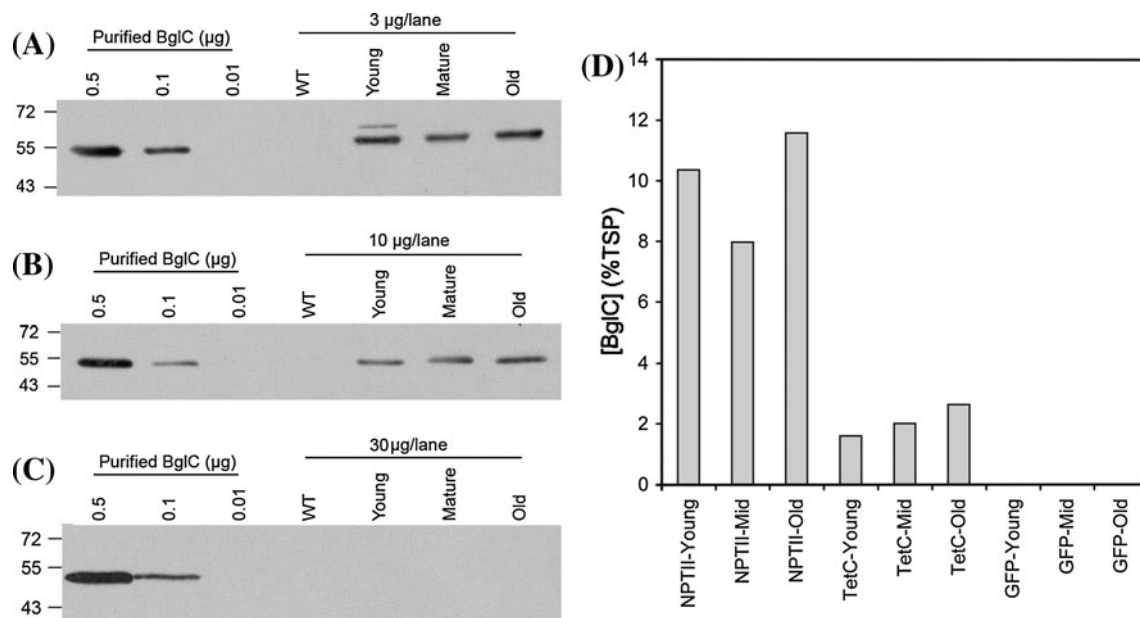 (A)
3 µg/lane
Purified BglC (µg)
0.5
0.1
0.01
WT
Young
Mature
Old
72
55
43
(B)
10 µg/lane
Purified BglC (µg)
0.5
0.1
0.01
WT
Young
Mature
Old
72
55
43
(C)
30µg/lane
Purified BglC (µg)
0.5
0.1
0.01
WT
Young
Mature
Old
72
55
43
(D)
[BglC] (%TSP)
14
12
10
8
6
4
2
0
NPTII-Young
NPTII-Mid
NPTII-Old
TetC-Young
TetC-Mid
TetC-Old
GFP-Young
GFP-Mid
GFP-Old